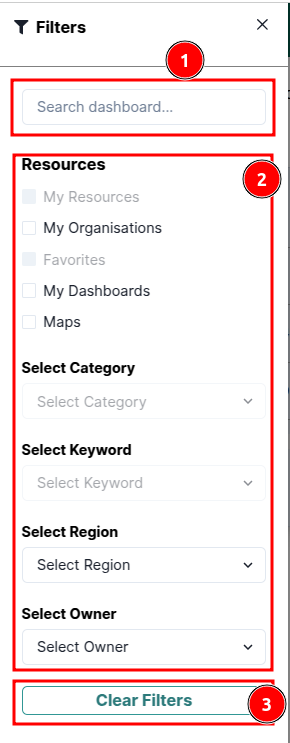 Filters
1
Search dashboard...
Resources
2
My Resources
My Organisations
Favorites
My Dashboards
Maps
Select Category
Select Category
Select Keyword
Select Keyword
Select Region
Select Region
Select Owner
Select Owner
Clear Filters
3